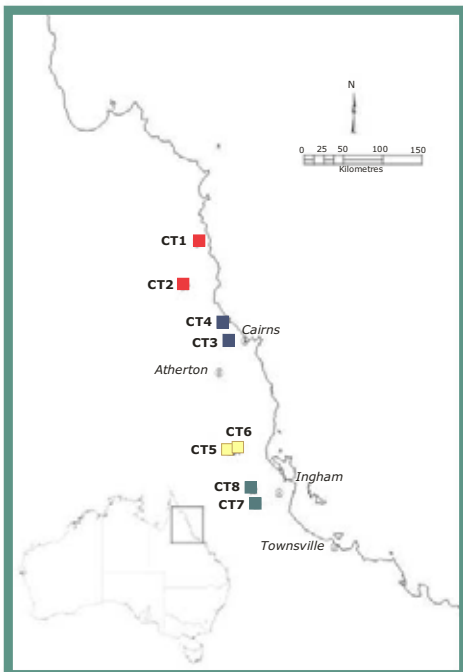 N
0 25 50 100 150
Kilometres
CT1
CT2
CT4
Cairns
CT3
Atherton
CT6
CT5
Ingham
CT8
CT7
Townsville